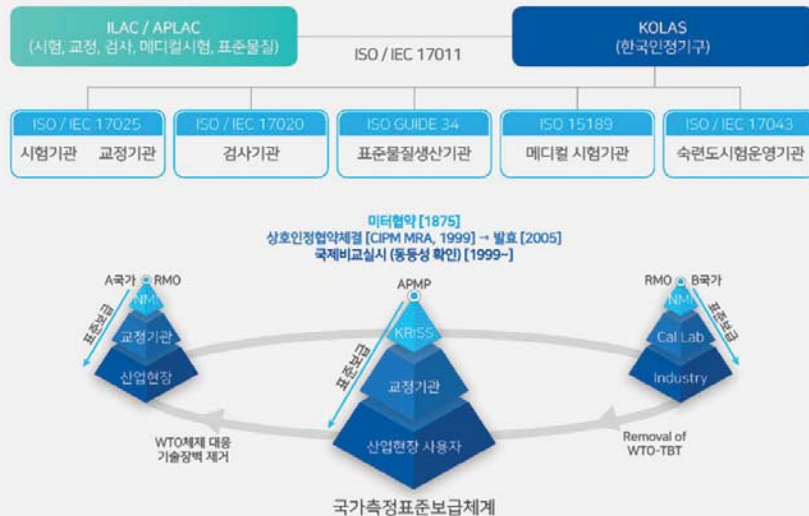 ILAC / APLAC
(시험, 교정, 검사, 메디컬시험, 표준물질)
ISO / IEC 17011
KOLAS
(한국인정기구)
ISO / IEC 17025
시험기관 교정기관
ISO / IEC 17020
검사기관
ISO GUIDE 34
표준물질생산기관
ISO 15189
메디컬 시험기관
ISO / IEC 17043
숙련도시험운영기관
미터협약 [1875]
상호인정협약체결 [CIPM MRA, 1999] → 발효 [2005]
국제비교실시 (동등성 확인) [1999~]
A국가 RMO
NMI
교정기관
산업현장
표준보급
APMP
KRISS
교정기관
산업현장 사용자
표준보급
RMO B국가
NMI
Cal Lab
Industry
표준보급
WTO체제 대응
기술장벽 제거
Removal of
WTO-TBT
국가측정표준보급체계